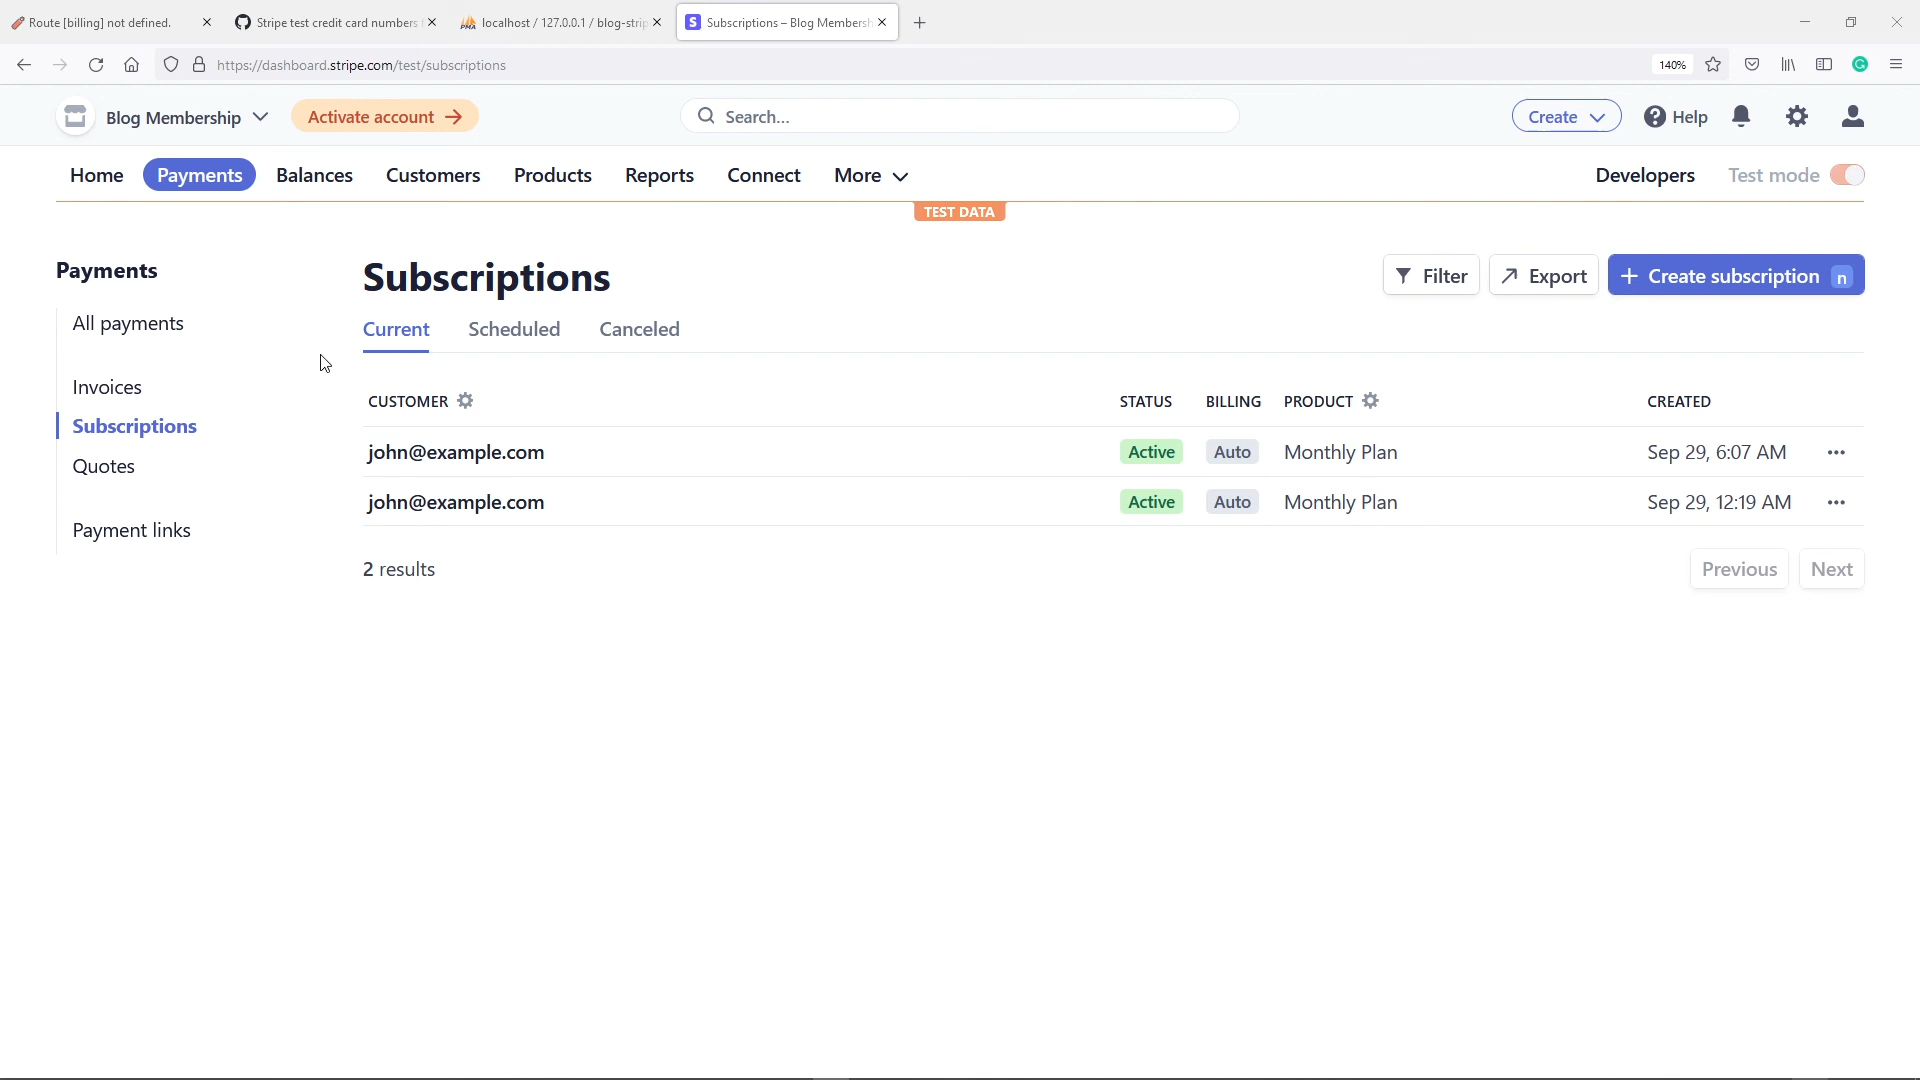 Route [billing] not defined.
Stripe test credit card numbers
localhost / 127.0.0.1 / blog-strip
Subscriptions – Blog Membersh
https://dashboard.stripe.com/test/subscriptions
140%
Blog Membership
Activate account →
Search...
Create
Help
Home
Payments
Balances
Customers
Products
Reports
Connect
More
Developers
Test mode
TEST DATA
Payments
All payments
Invoices
Subscriptions
Quotes
Payment links
Subscriptions
Filter
Export
+ Create subscription n
Current
Scheduled
Canceled
CUSTOMER STATUS BILLING PRODUCT CREATED
john@example.com Active Auto Monthly Plan Sep 29, 6:07 AM
john@example.com Active Auto Monthly Plan Sep 29, 12:19 AM
2 results
Previous
Next